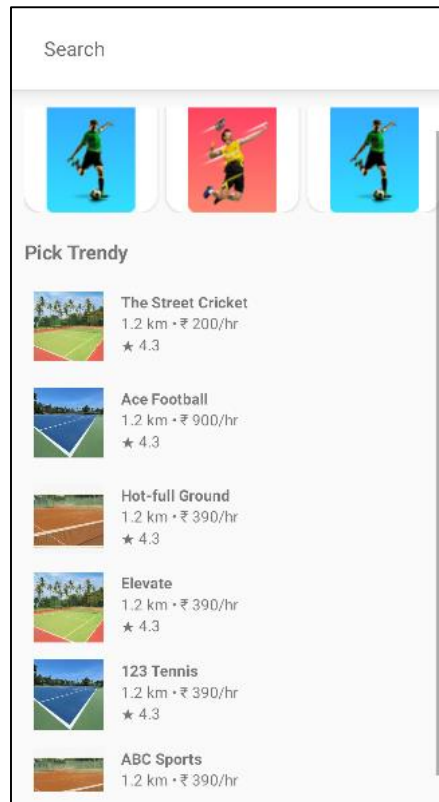 Search
Pick Trendy
The Street Cricket
1.2 km • ₹ 200/hr
★ 4.3
Ace Football
1.2 km • ₹ 900/hr
★ 4.3
Hot-full Ground
1.2 km • ₹ 390/hr
★ 4.3
Elevate
1.2 km • ₹ 390/hr
★ 4.3
123 Tennis
1.2 km • ₹ 390/hr
★ 4.3
ABC Sports
1.2 km • ₹ 390/hr